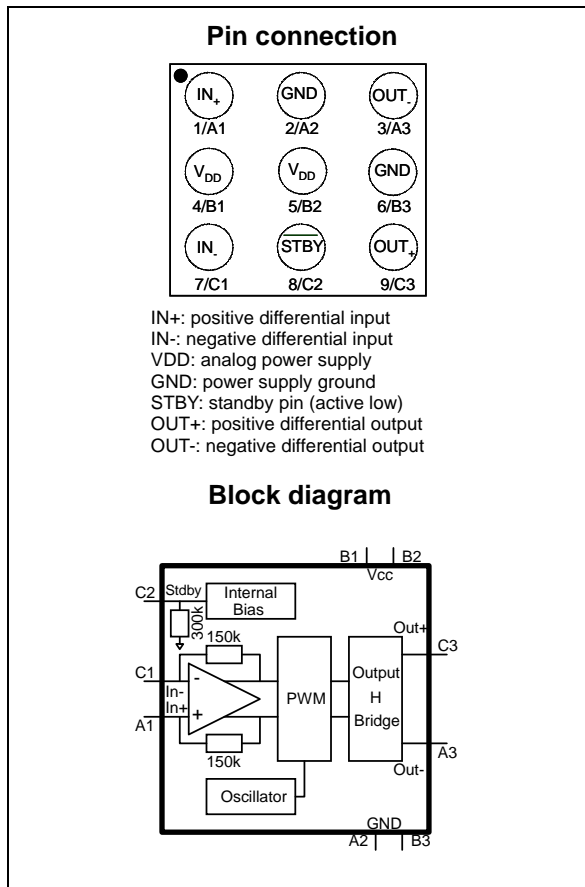 Pin connection
IN+ GND OUT-
1/A1 2/A2 3/A3
VDD VDD GND
4/B1 5/B2 6/B3
IN- STBY OUT+
7/C1 8/C2 9/C3
IN+: positive differential input
IN-: negative differential input
VDD: analog power supply
GND: power supply ground
STBY: standby pin (active low)
OUT+: positive differential output
OUT-: negative differential output
Block diagram
B1 B2
Vcc
C2 Stdby Internal
Bias
300k
Out+
150k
C3
C1
-
Output
In-
PWM
H
In+
+
Bridge
A1
A3
150k
Out-
Oscillator
GND
A2 B3